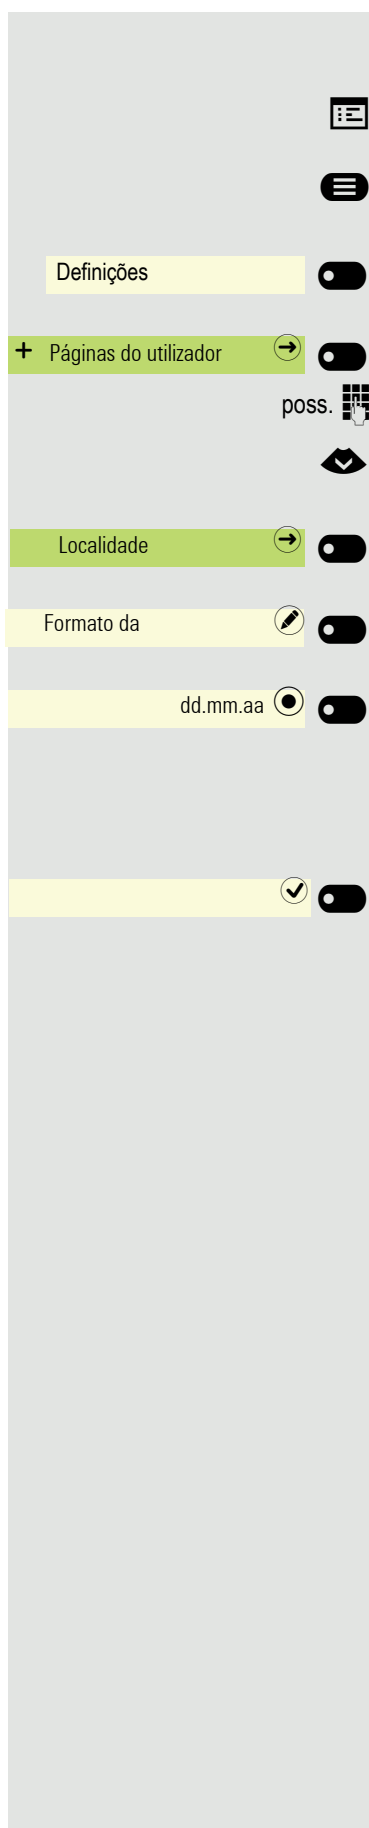 Definições
+ Páginas do utilizador
poss.
Localidade
Formato da
dd.mm.aa